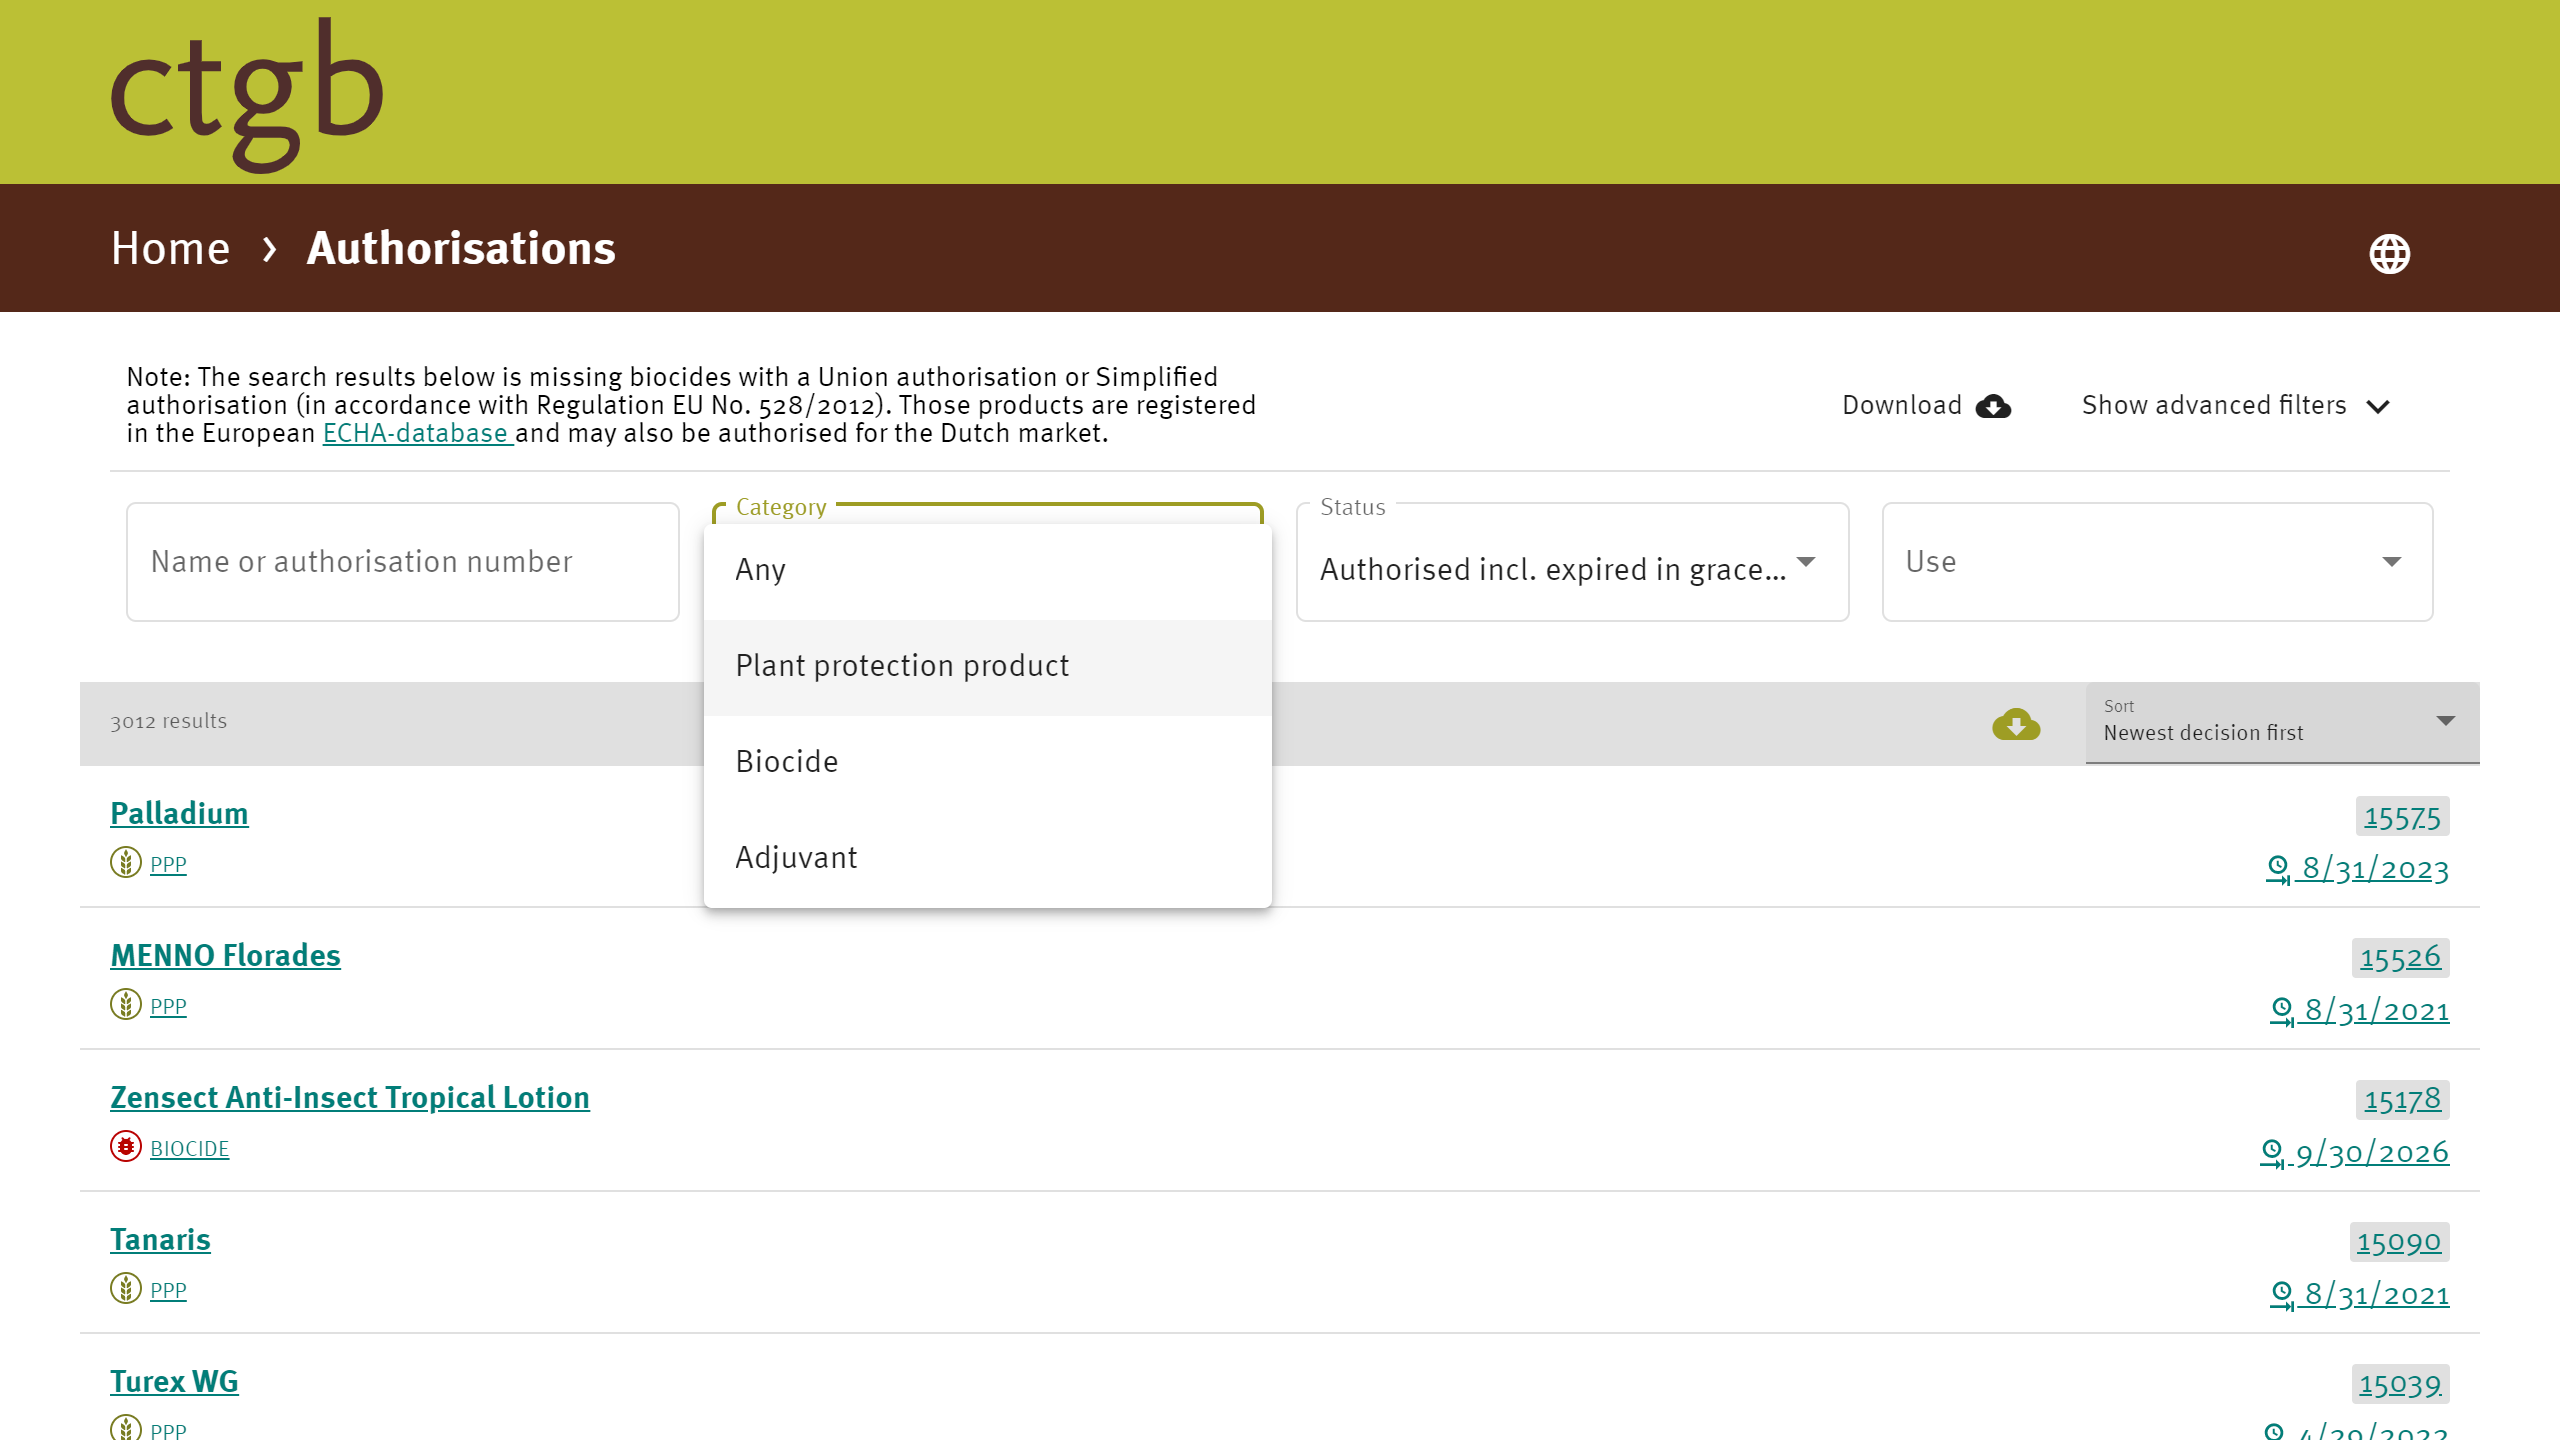 ctgb
Home › Authorisations
Note: The search results below is missing biocides with a Union authorisation or Simplified
authorisation (in accordance with Regulation EU No. 528/2012). Those products are registered
in the European ECHA-database and may also be authorised for the Dutch market.
Download
Show advanced filters
Name or authorisation number
Category
Any
Plant protection product
Biocide
Adjuvant
Status
Authorised incl. expired in grace...
Use
3012 results
Sort
Newest decision first
Palladium
15575
PPP
8/31/2023
MENNO Florades
15526
PPP
8/31/2021
Zensect Anti-Insect Tropical Lotion
15178
BIOCIDE
9/30/2026
Tanaris
15090
PPP
8/31/2021
Turex WG
15039
PPP
4/29/2022